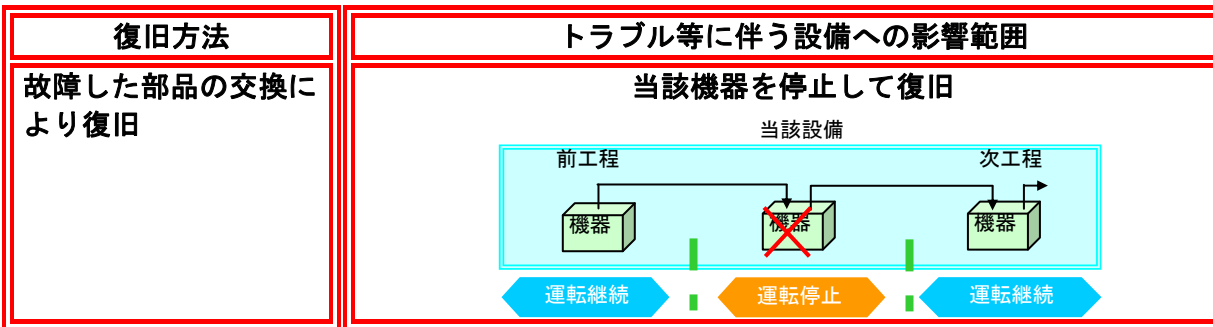 復旧方法
トラブル等に伴う設備への影響範囲
故障した部品の交換に
より復旧
当該機器を停止して復旧
当該設備
前工程
次工程
機器
機器
機器
運転継続
運転停止
運転継続